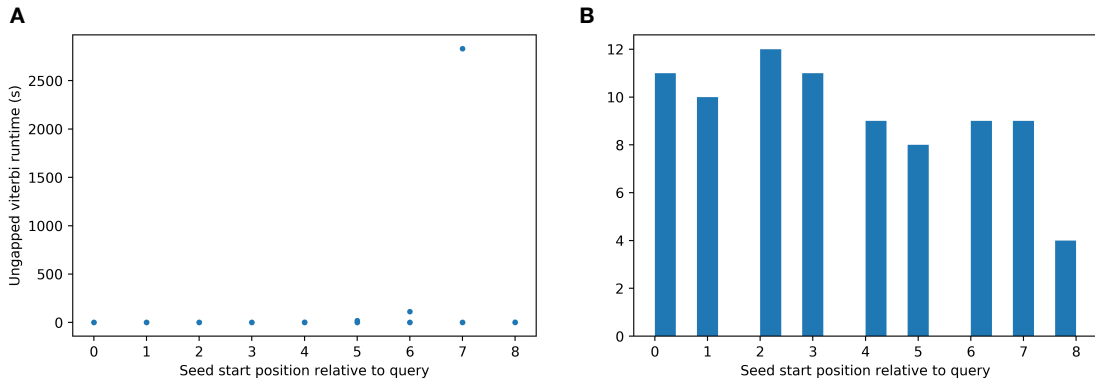 A
B
Ungapped viterbi runtime (s)
2500
2000
1500
1000
500
0
0 1 2 3 4 5 6 7 8
Seed start position relative to query
12
10
8
6
4
2
0
0 1 2 3 4 5 6 7 8
Seed start position relative to query